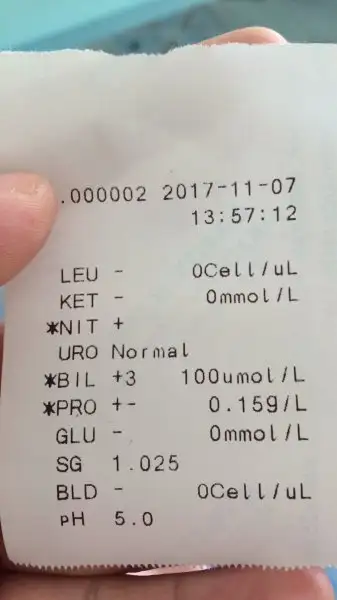 .000002 2017-11-07
13:57:12
LEU - 0Cell/uL
KET - 0mmol/L
*NIT +
URO Normal
*BIL +3 100umol/L
*PRO +- 0.159/L
GLU - 0mmol/L
SG 1.025
BLD - 0Cell/uL
pH 5.0